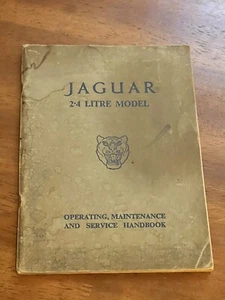 JAGUAR
2·4 LITRE MODEL
OPERATING, MAINTENANCE
AND SERVICE HANDBOOK